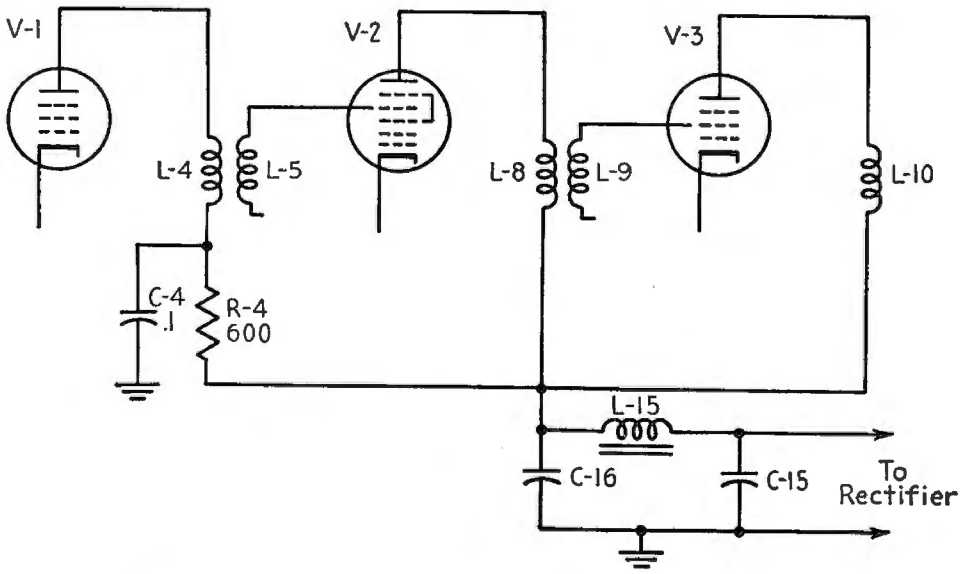 V-1
V-2
V-3
L-4
L-5
L-8
L-9
L-10
C-4
.1
R-4
600
L-15
C-16
C-15
To
Rectifier